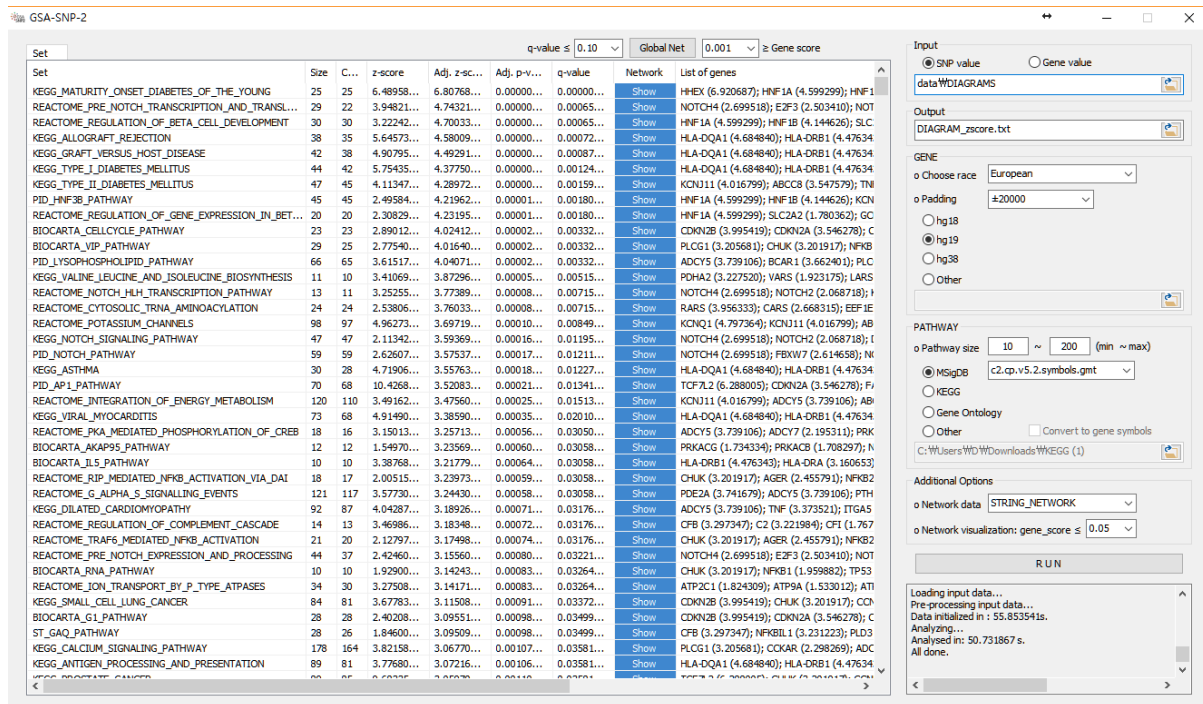 GSA-SNP-2
Set
q-value ≤ 0.10 Global Net 0.001 ≥ Gene score
Set Size C... z-score Adj. z-sc... Adj. p-v... q-value Network List of genes
KEGG_MATURITY_ONSET_DIABETES_OF_THE_YOUNG 25 25 6.48958... 6.80768... 0.00000... 0.00000... Show HHEX (6.920687); HNF1A (4.599299); HNF1
REACTOME_PRE_NOTCH_TRANSCRIPTION_AND_TRANSL... 29 22 3.94821... 4.74321... 0.00000... 0.00065... Show NOTCH4 (2.699518); E2F3 (2.503410); NOT
REACTOME_REGULATION_OF_BETA_CELL_DEVELOPMENT 30 30 3.22242... 4.70033... 0.00000... 0.00065... Show HNF1A (4.599299); HNF1B (4.144626); SLC
KEGG_ALLOGRAFT_REJECTION 38 35 5.64573... 4.58009... 0.00000... 0.00072... Show HLA-DQA1 (4.684840); HLA-DRB1 (4.47634
KEGG_GRAFT_VERSUS_HOST_DISEASE 42 38 4.90795... 4.49291... 0.00000... 0.00087... Show HLA-DQA1 (4.684840); HLA-DRB1 (4.47634
KEGG_TYPE_I_DIABETES_MELLITUS 44 42 5.75435... 4.37750... 0.00000... 0.00124... Show HLA-DQA1 (4.684840); HLA-DRB1 (4.47634
KEGG_TYPE_II_DIABETES_MELLITUS 47 45 4.11347... 4.28972... 0.00000... 0.00159... Show KCNJ11 (4.016799); ABCC8 (3.547579); TNI
PID_HNF3B_PATHWAY 45 45 2.49584... 4.21962... 0.00001... 0.00180... Show HNF1A (4.599299); HNF1B (4.144626); KCN
REACTOME_REGULATION_OF_GENE_EXPRESSION_IN_BET... 20 20 2.30829... 4.23195... 0.00001... 0.00180... Show HNF1A (4.599299); SLC2A2 (1.780362); GC
BIOCARTA_CELLCYCLE_PATHWAY 23 23 2.89012... 4.02412... 0.00002... 0.00332... Show CDKN2B (3.995419); CDKN2A (3.546278); C
BIOCARTA_VIP_PATHWAY 29 25 2.77540... 4.01640... 0.00002... 0.00332... Show PLCG1 (3.205681); CHUK (3.201917); NFKB
PID_LYSOPHOSPHOLIPID_PATHWAY 66 65 3.61517... 4.04071... 0.00002... 0.00332... Show ADCY5 (3.739106); BCAR1 (3.662401); PLC
KEGG_VALINE_LEUCINE_AND_ISOLEUCINE_BIOSYNTHESIS 11 10 3.41069... 3.87296... 0.00005... 0.00515... Show PDHA2 (3.227520); VARS (1.923175); LARS
REACTOME_NOTCH_HLH_TRANSCRIPTION_PATHWAY 13 11 3.25255... 3.77389... 0.00008... 0.00715... Show NOTCH4 (2.699518); NOTCH2 (2.068718); H
REACTOME_CYTOSOLIC_TRNA_AMINOACYLATION 24 24 2.53806... 3.76033... 0.00008... 0.00715... Show RARS (3.956333); CARS (2.668315); EEF1E
REACTOME_POTASSIUM_CHANNELS 98 97 4.96273... 3.69719... 0.00010... 0.00849... Show KCNQ1 (4.797364); KCNJ11 (4.016799); AB
KEGG_NOTCH_SIGNALING_PATHWAY 47 47 2.11342... 3.59369... 0.00016... 0.01195... Show NOTCH4 (2.699518); NOTCH2 (2.068718); [
PID_NOTCH_PATHWAY 59 59 2.62607... 3.57537... 0.00017... 0.01211... Show NOTCH4 (2.699518); FBXW7 (2.614658); NO
KEGG_ASTHMA 30 28 4.71906... 3.55763... 0.00018... 0.01227... Show HLA-DQA1 (4.684840); HLA-DRB1 (4.47634
PID_AP1_PATHWAY 70 68 10.4268... 3.52083... 0.00021... 0.01341... Show TCF7L2 (6.288005); CDKN2A (3.546278); F/
REACTOME_INTEGRATION_OF_ENERGY_METABOLISM 120 110 3.49162... 3.47560... 0.00025... 0.01513... Show KCNJ11 (4.016799); ADCY5 (3.739106); AB
KEGG_VIRAL_MYOCARDITIS 73 68 4.91490... 3.38590... 0.00035... 0.02010... Show HLA-DQA1 (4.684840); HLA-DRB1 (4.47634
REACTOME_PKA_MEDIATED_PHOSPHORYLATION_OF_CREB 18 16 3.15013... 3.25713... 0.00056... 0.03050... Show ADCY5 (3.739106); ADCY7 (2.195311); PRK
BIOCARTA_AKAP95_PATHWAY 12 12 1.54970... 3.23569... 0.00060... 0.03058... Show PRKACG (1.734334); PRKACB (1.708297); N
BIOCARTA_IL5_PATHWAY 10 10 3.38768... 3.21779... 0.00064... 0.03058... Show HLA-DRB1 (4.476343); HLA-DRA (3.160653)
REACTOME_RIP_MEDIATED_NFKB_ACTIVATION_VIA_DAI 18 17 2.00515... 3.23973... 0.00059... 0.03058... Show CHUK (3.201917); AGER (2.455791); NFKB2
REACTOME_G_ALPHA_S_SIGNALLING_EVENTS 121 117 3.57730... 3.24430... 0.00058... 0.03058... Show PDE2A (3.741679); ADCY5 (3.739106); PTH
KEGG_DILATED_CARDIOMYOPATHY 92 87 4.04287... 3.18926... 0.00071... 0.03176... Show ADCY5 (3.739106); TNF (3.373521); ITGA5
REACTOME_REGULATION_OF_COMPLEMENT_CASCADE 14 13 3.46986... 3.18348... 0.00072... 0.03176... Show CFB (3.297347); C2 (3.221984); CFI (1.767
REACTOME_TRAF6_MEDIATED_NFKB_ACTIVATION 21 20 2.12797... 3.17498... 0.00074... 0.03176... Show CHUK (3.201917); AGER (2.455791); NFKB2
REACTOME_PRE_NOTCH_EXPRESSION_AND_PROCESSING 44 37 2.42460... 3.15560... 0.00080... 0.03221... Show NOTCH4 (2.699518); E2F3 (2.503410); NOT
BIOCARTA_RNA_PATHWAY 10 10 1.92900... 3.14243... 0.00083... 0.03264... Show CHUK (3.201917); NFKB1 (1.959882); TP53
REACTOME_ION_TRANSPORT_BY_P_TYPE_ATPASES 34 30 3.27508... 3.14171... 0.00083... 0.03264... Show ATP2C1 (1.824309); ATP9A (1.533012); ATI
KEGG_SMALL_CELL_LUNG_CANCER 84 81 3.67783... 3.11508... 0.00091... 0.03372... Show CDKN2B (3.995419); CHUK (3.201917); CCN
BIOCARTA_G1_PATHWAY 28 28 2.40208... 3.09551... 0.00098... 0.03499... Show CDKN2B (3.995419); CDKN2A (3.546278); C
ST_GAQ_PATHWAY 28 26 1.84600... 3.09509... 0.00098... 0.03499... Show CFB (3.297347); NFKBIL1 (3.231223); PLD3
KEGG_CALCIUM_SIGNALING_PATHWAY 178 164 3.82158... 3.06770... 0.00107... 0.03581... Show PLCG1 (3.205681); CCKAR (2.298269); ADC
KEGG_ANTIGEN_PROCESSING_AND_PRESENTATION 89 81 3.77680... 3.07216... 0.00106... 0.03581... Show HLA-DQA1 (4.684840); HLA-DRB1 (4.47634
Input
SNP value Gene value
data₩DIAGRAMS
Output
DIAGRAM_zscore.txt
GENE
o Choose race European
o Padding ±20000
hg18
hg19
hg38
Other
PATHWAY
o Pathway size 10 ~ 200 (min ~max)
MSigDB c2.cp.v5.2.symbols.gmt
KEGG
Gene Ontology
Other Convert to gene symbols
C:₩Users₩D₩Downloads₩KEGG (1)
Additional Options
o Network data STRING_NETWORK
o Network visualization: gene_score ≤ 0.05
RUN
Loading input data...
Pre-processing input data...
Data initialized in : 55.853541s.
Analyzing...
Analysed in: 50.731867 s.
All done.